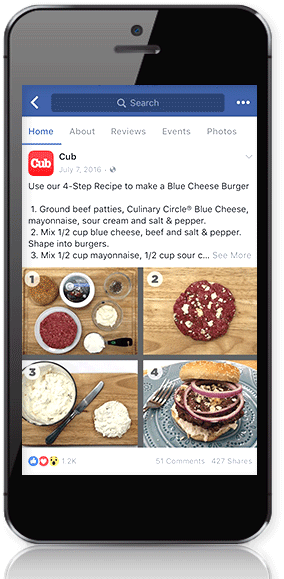 Search
Home About Reviews Events Photos
Cub
Cub
July 7, 2016 ·
Use our 4-Step Recipe to make a Blue Cheese Burger
1. Ground beef patties, Culinary Circle® Blue Cheese,
mayonnaise, sour cream and salt & pepper.
2. Mix 1/2 cup blue cheese, beef and salt & pepper.
Shape into burgers.
3. Mix 1/2 cup mayonnaise, 1/2 sour c... See More
1 2
3 4
1.2K 51 Comments 427 Shares